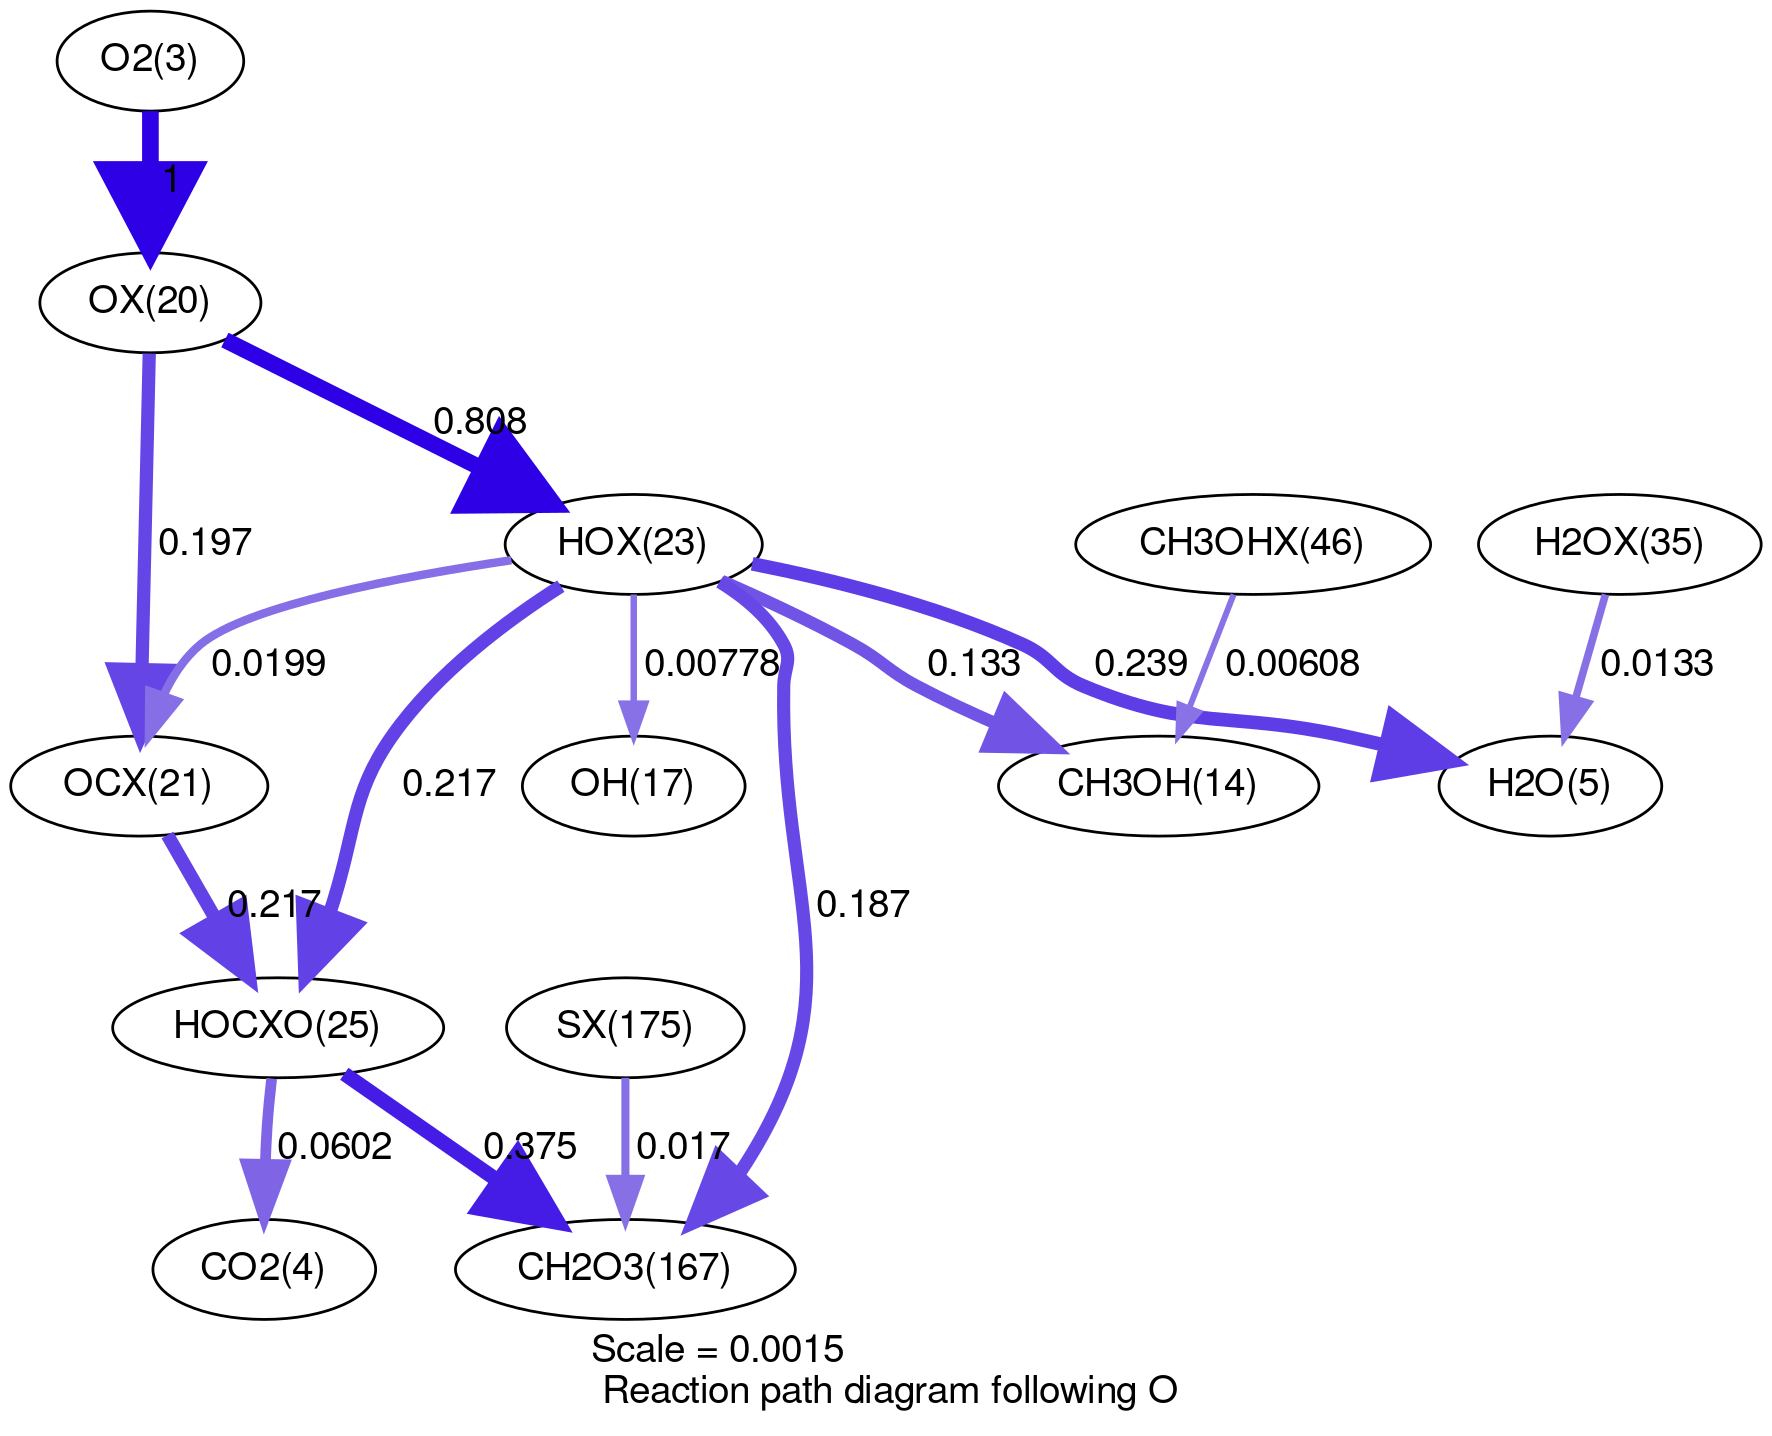 O2(3)
1
OX(20)
0.808
0.197
HOX(23)
CH3OHX(46)
H2OX(35)
0.0199
0.00778
0.133
0.239
0.00608
0.0133
OCX(21)
0.217
OH(17)
CH3OH(14)
H2O(5)
0.217
0.187
HOCXO(25)
SX(175)
0.0602
0.375
0.017
CO2(4)
CH2O3(167)
Scale = 0.0015
Reaction path diagram following O